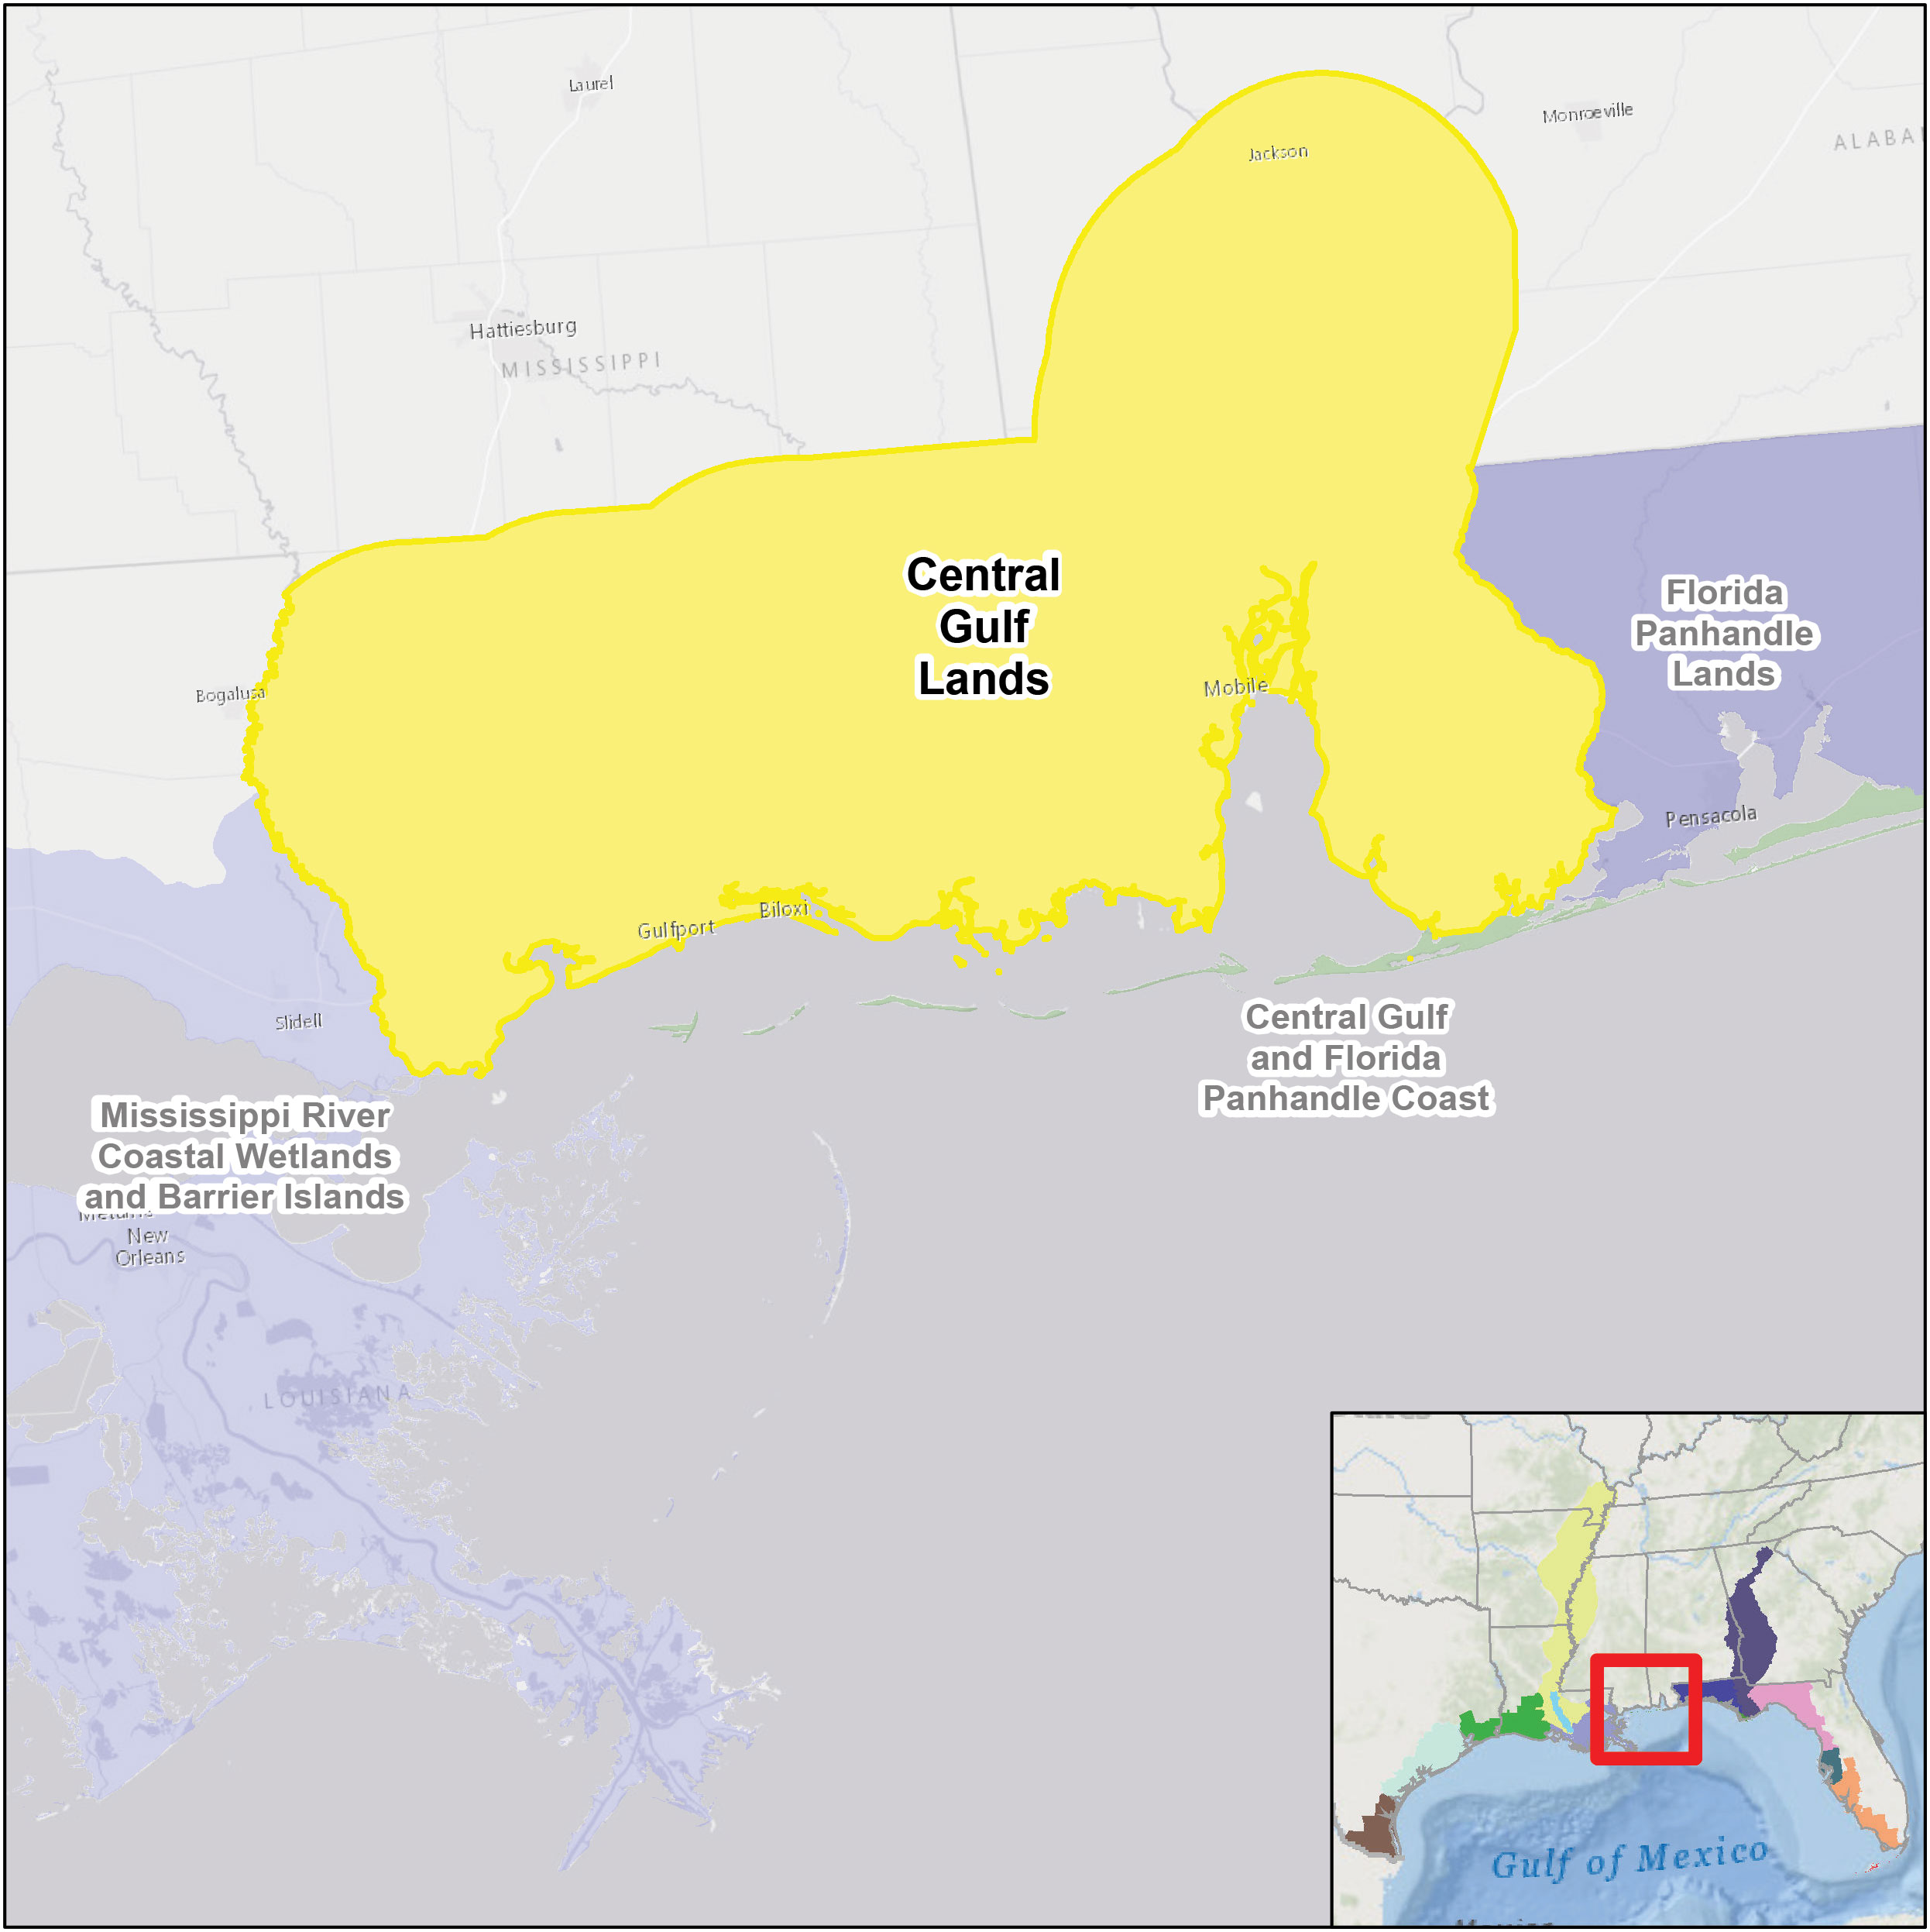 Laurel
Monroeville
ALABA
Jackson
Hattiesburg
MISSISSIPPI
Central
Gulf
Lands
Florida
Panhandle
Lands
Bogalusa
Mobile
Pensacola
Biloxi
Gulfport
Slidell
Central Gulf
and Florida
Panhandle Coast
Mississippi River
Coastal Wetlands
and Barrier Islands
New
Orleans
LOUISIANA
Gulf of Mexico